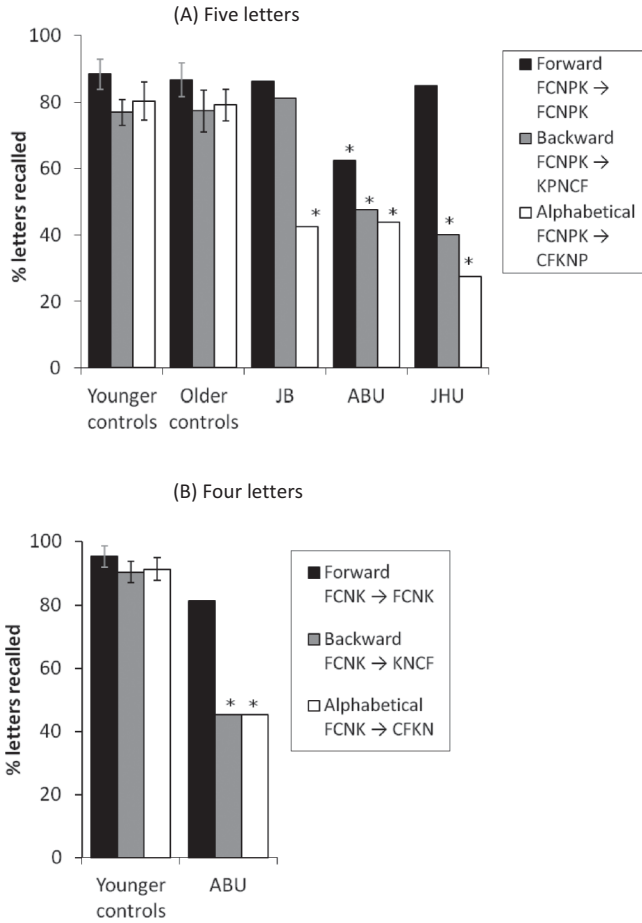 (A) Five letters
100
80
60
40
20
0
% letters recalled
* * * * * *
Younger controls
Older controls
JB
ABU
JHU
Forward
FCNPK →
FCNPK
Backward
FCNPK →
KPNCF
Alphabetical
FCNPK →
CFKNP
(B) Four letters
100
80
60
40
20
0
% letters recalled
* *
Younger controls
ABU
Forward
FCNK → FCNK
Backward
FCNK → KNCF
Alphabetical
FCNK → CFKN